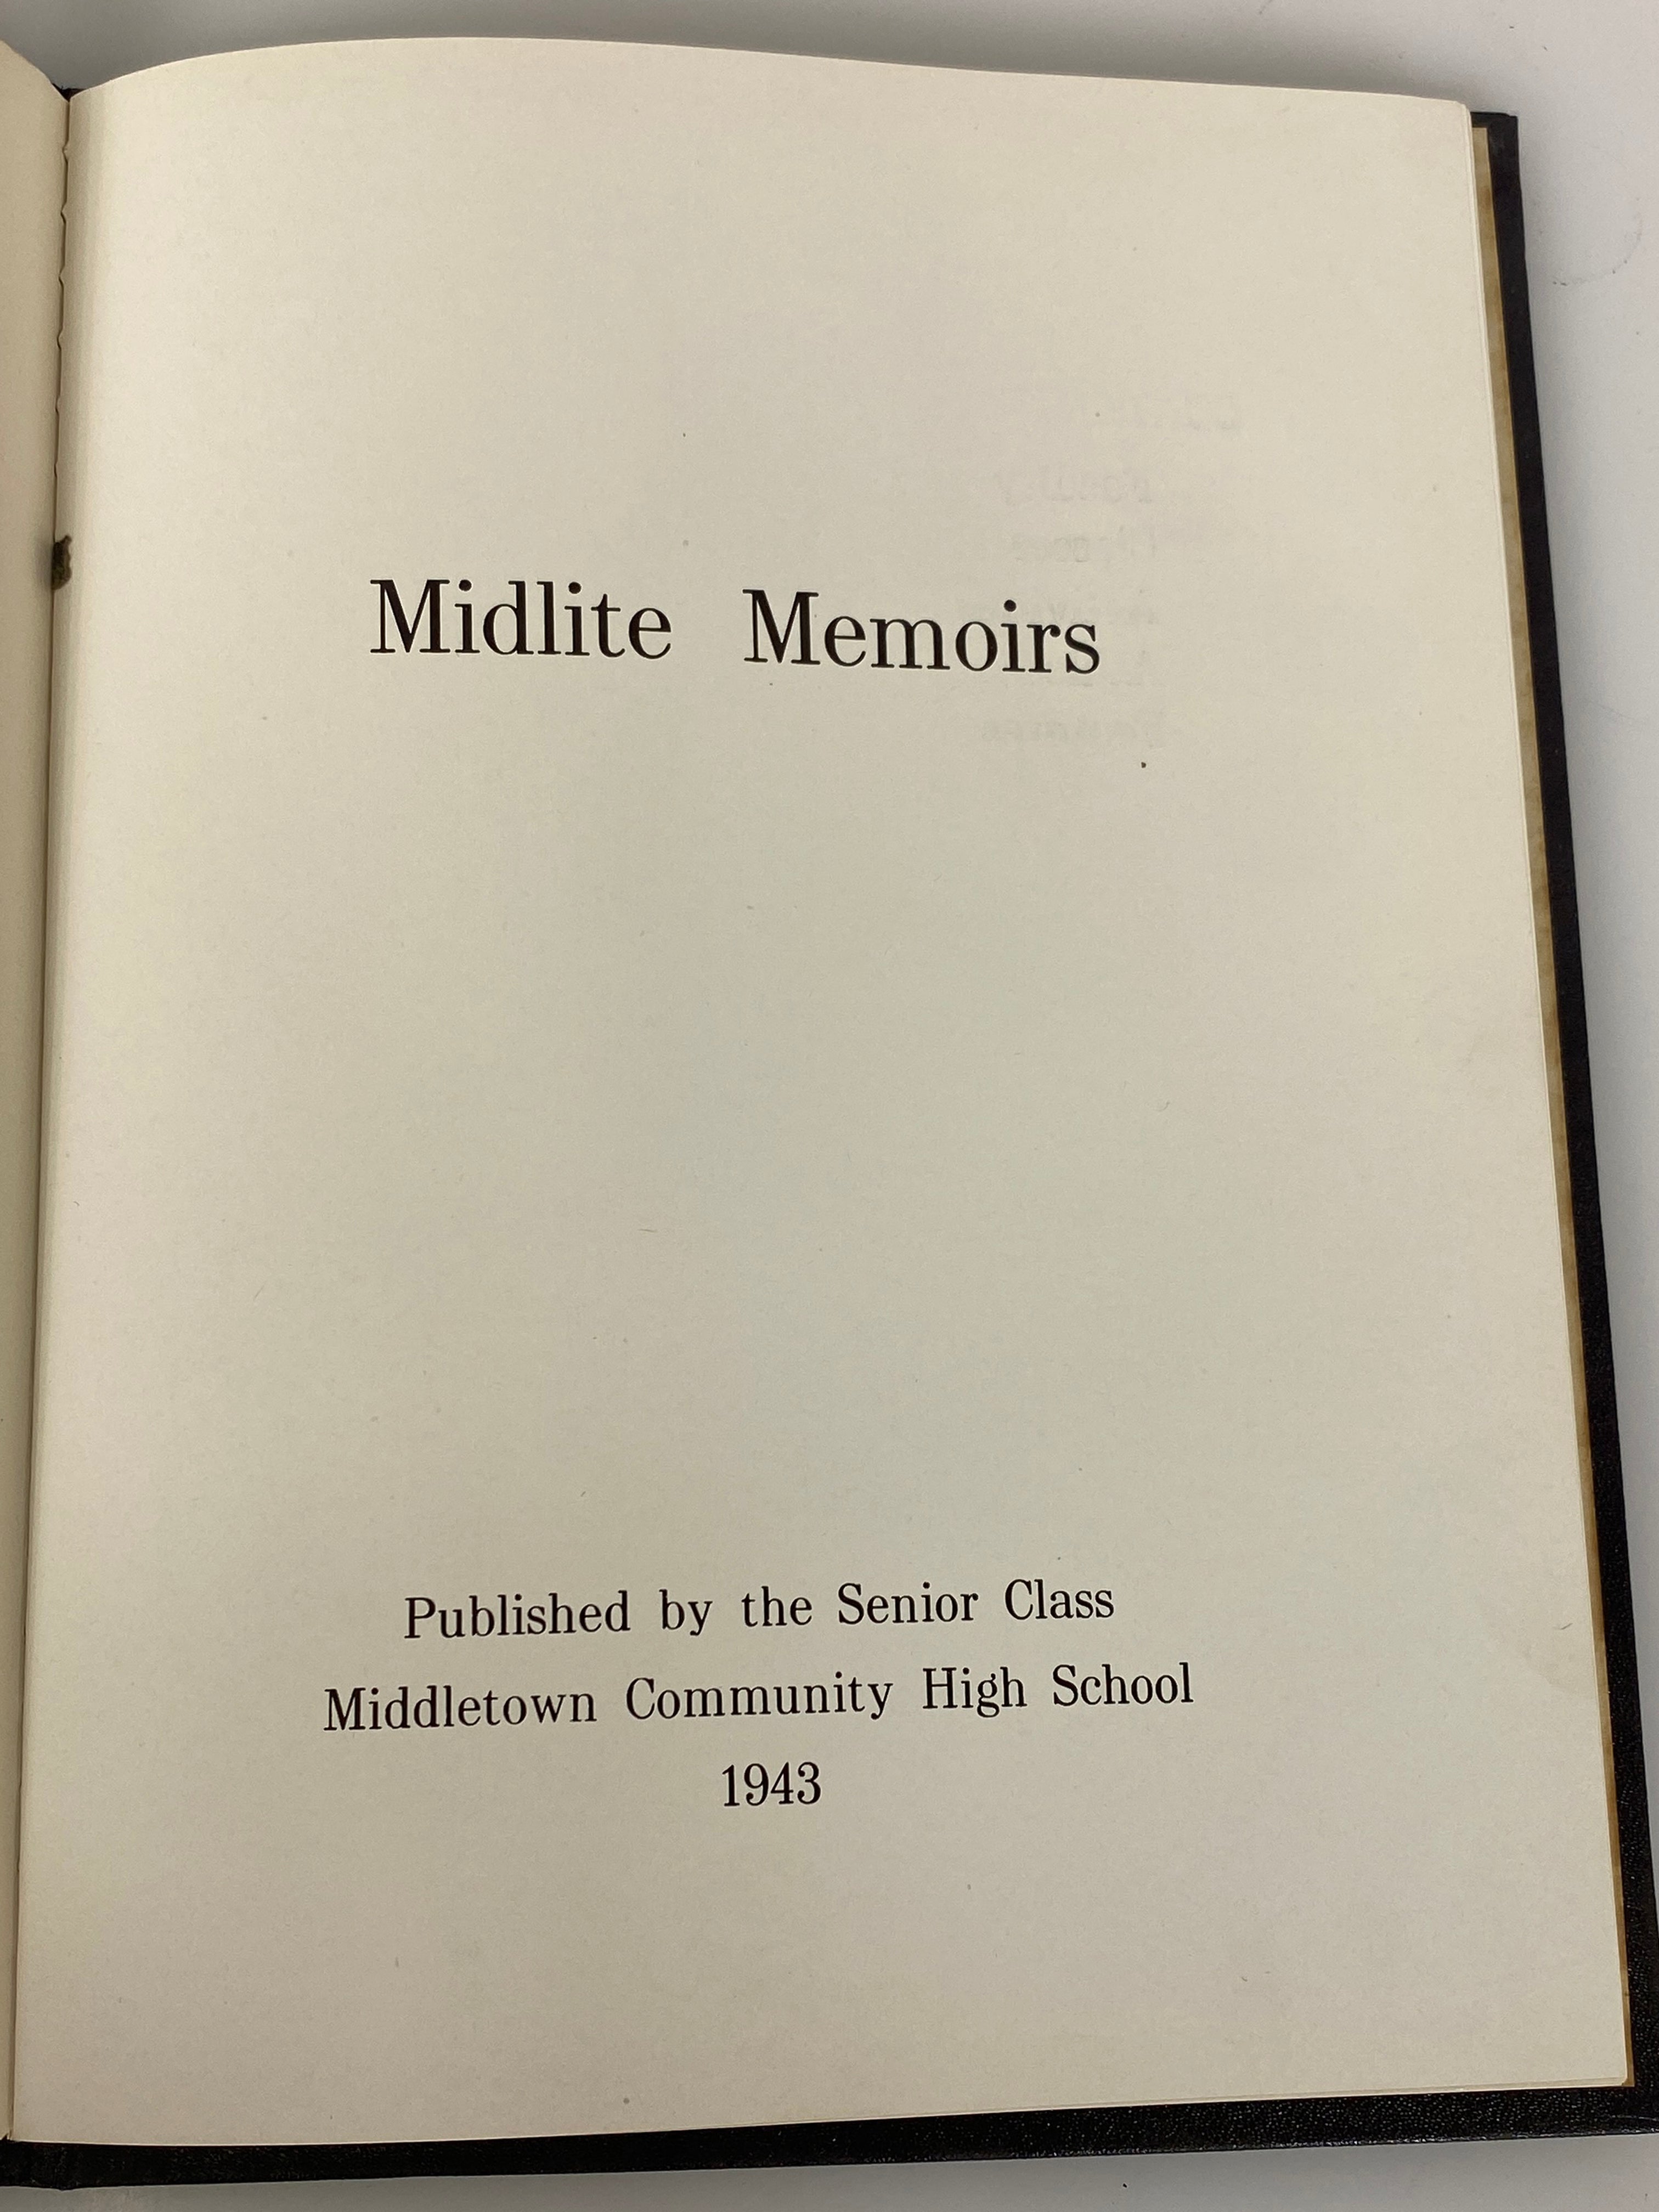 Midlite Memoirs
Published by the Senior Class
Middletown Community High School
1943